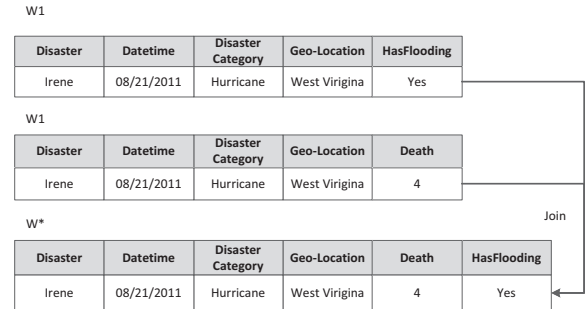 W1
Disaster Datetime Disaster Category Geo-Location HasFlooding
Irene 08/21/2011 Hurricane West Virigina Yes
W1
Disaster Datetime Disaster Category Geo-Location Death
Irene 08/21/2011 Hurricane West Virigina 4
Join
W*
Disaster Datetime Disaster Category Geo-Location Death HasFlooding
Irene 08/21/2011 Hurricane West Virigina 4 Yes